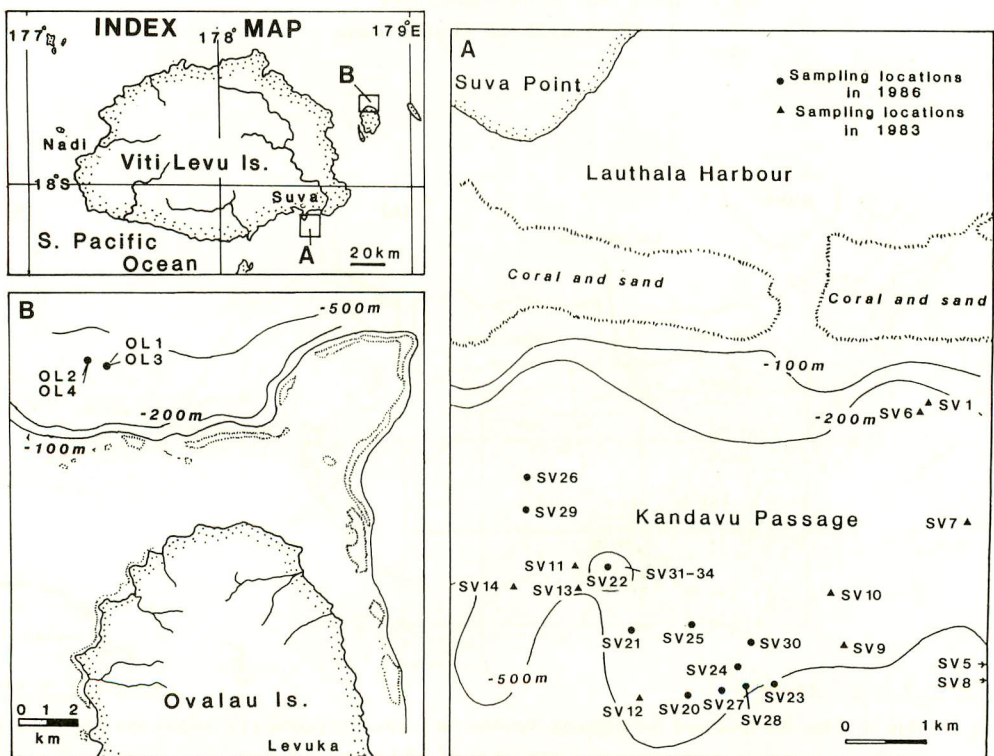 INDEX MAP
177°
178°
179°E
B
Nadi
Viti Levu Is.
18°S
Suva
S. Pacific
Ocean
A
20km
B
-500m
OL1
OL3
OL2
OL4
-200m
-100m
Ovalau Is.
0 1 2
km
Levuka
A
Suva Point
Sampling locations
in 1986
Sampling locations
in 1983
Lauthala Harbour
Coral and sand
Coral and sand
-100m
-200m
SV6
SV1
SV26
SV29
Kandavu Passage
SV7
SV11
SV22
SV31-34
SV14
SV13
SV10
SV21
SV25
SV30
SV9
SV24
SV5
SV8
-500m
SV12
SV20
SV27
SV28
SV23
0 1 km